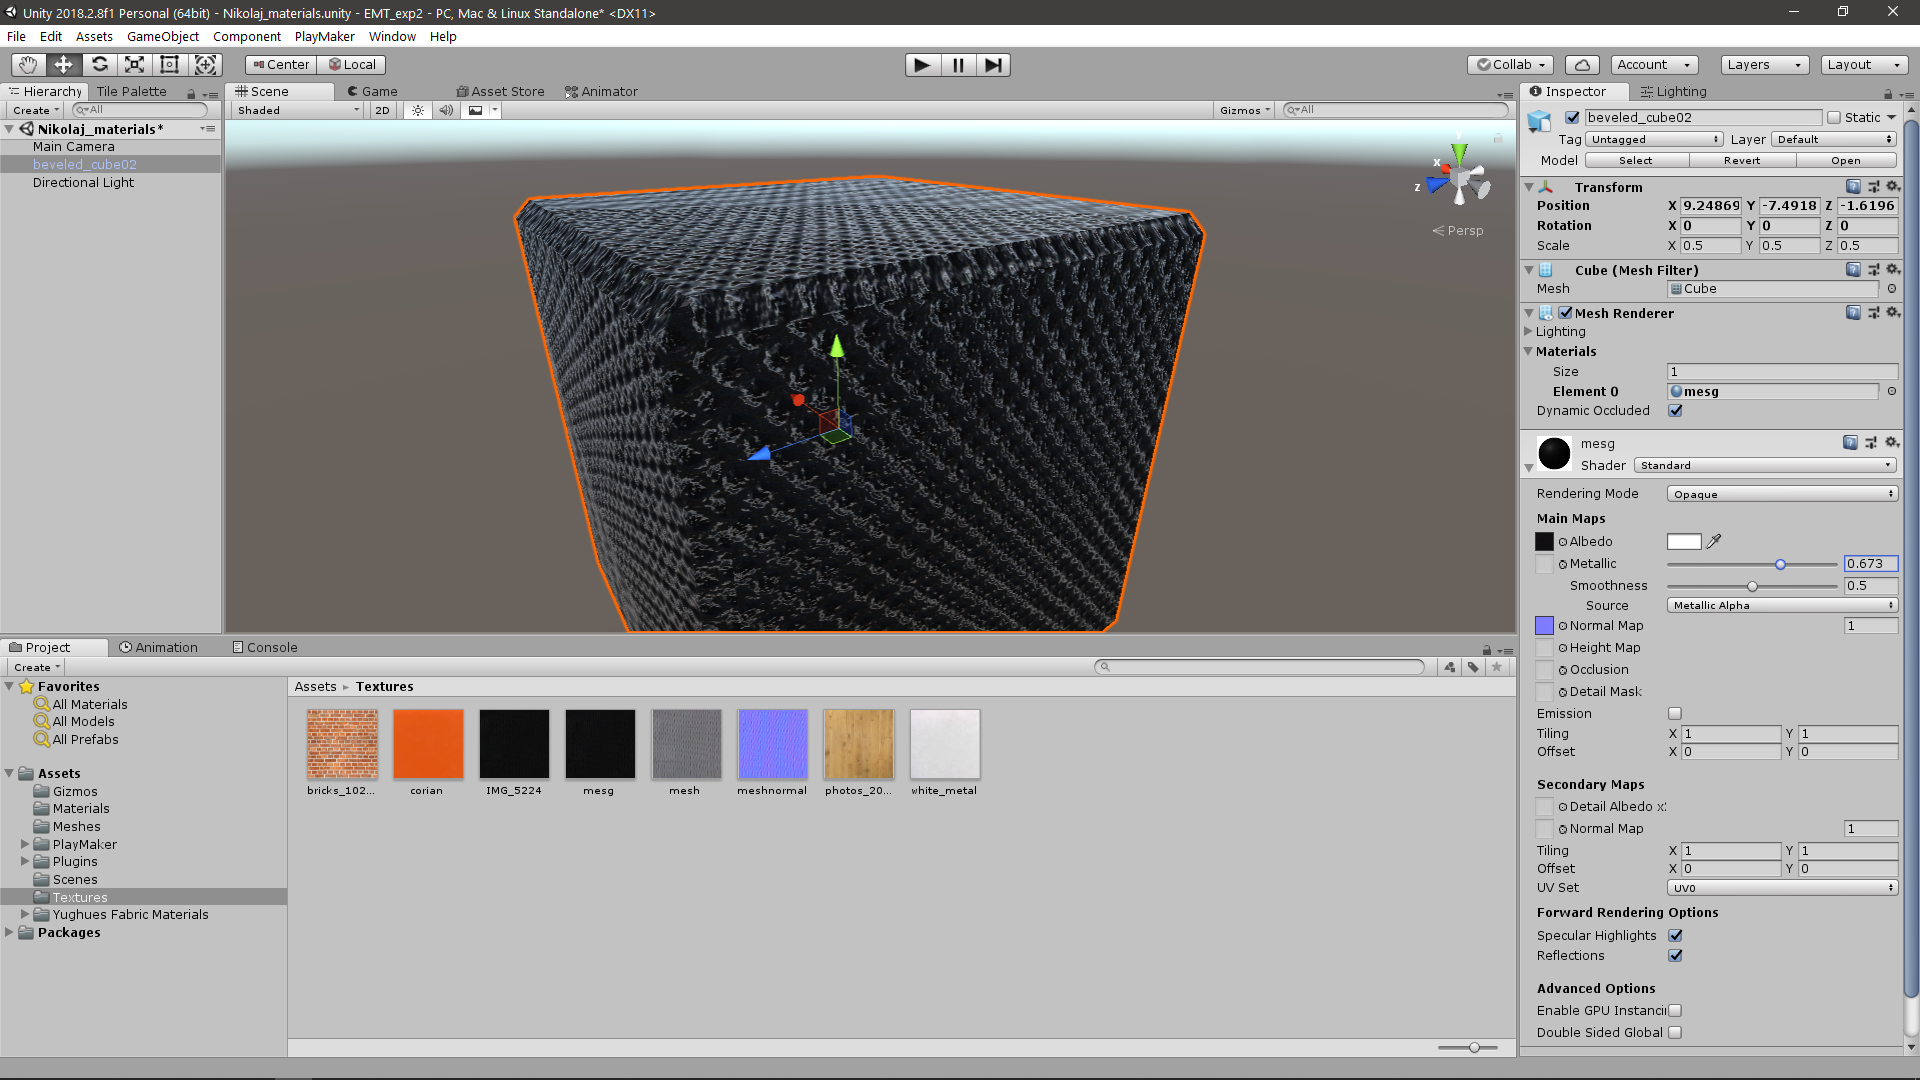 Unity 2018.2.8f1 Personal (64bit) - Nikolaj_materials.unity - EMT_exp2 - PC, Mac & Linux Standalone* <DX11>
File Edit Assets GameObject Component PlayMaker Window Help
Center Local Collab Account Layers Layout
Hierarchy Tile Palette
Create All
Nikolaj_materials*
Main Camera
beveled_cube02
Directional Light
Scene Game Asset Store Animator
Shaded 2D Gizmos All
Y
X
Z
Persp
Inspector Lighting
beveled_cube02 Static
Tag Untagged Layer Default
Model Select Revert Open
Transform
Position X 9.24869 Y -7.4918 Z -1.6196
Rotation X 0 Y 0 Z 0
Scale X 0.5 Y 0.5 Z 0.5
Cube (Mesh Filter)
Mesh Cube
Mesh Renderer
Lighting
Materials
Size 1
Element 0 mesg
Dynamic Occluded
mesg
Shader Standard
Rendering Mode Opaque
Main Maps
Albedo
Metallic 0.673
Smoothness 0.5
Source Metallic Alpha
Normal Map 1
Height Map
Occlusion
Detail Mask
Emission
Tiling X 1 Y 1
Offset X 0 Y 0
Secondary Maps
Detail Albedo x
Normal Map 1
Tiling X 1 Y 1
Offset X 0 Y 0
UV Set UV0
Forward Rendering Options
Specular Highlights
Reflections
Advanced Options
Enable GPU Instanci
Double Sided Global
Project Animation Console
Create
Favorites
All Materials
All Models
All Prefabs
Assets
Gizmos
Materials
Meshes
PlayMaker
Plugins
Scenes
Textures
Yughues Fabric Materials
Packages
Assets ▸ Textures
bricks_102... corian IMG_5224 mesg mesh meshnormal photos_20... white_metal